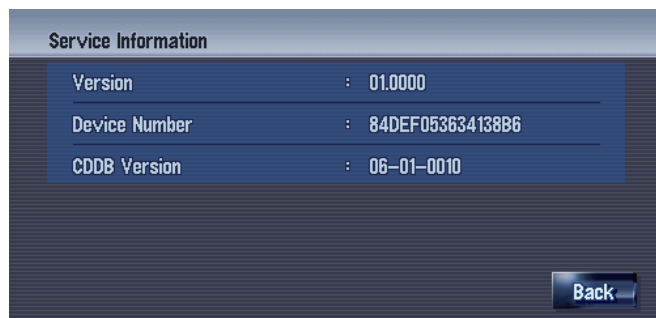 Service Information
Version : 01.0000
Device Number : 84DEF053634138B6
CDDB Version : 06-01-0010
Back